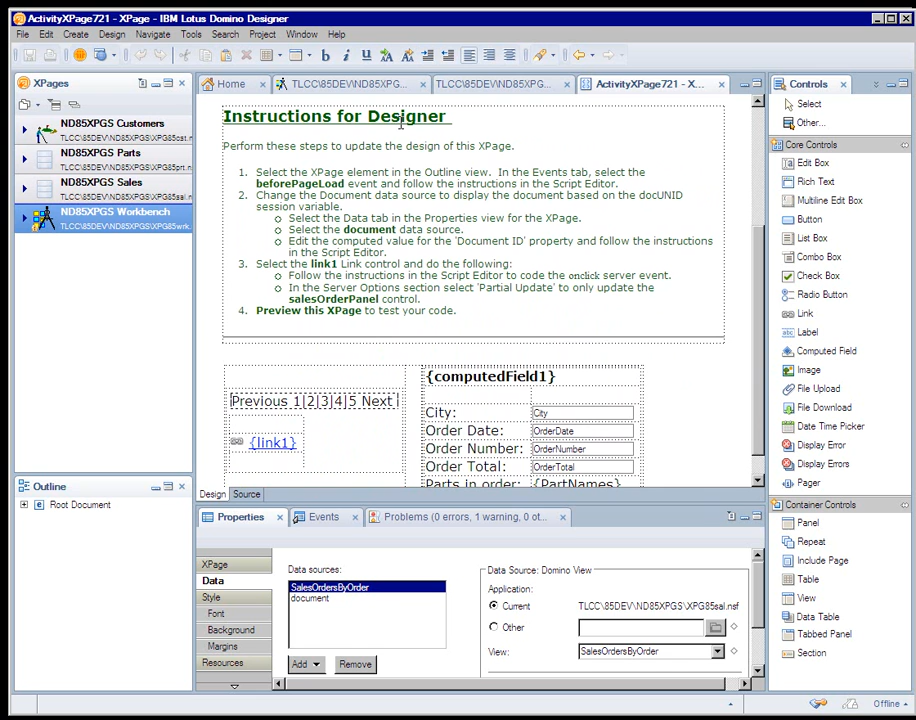 ActivityXPage721 - XPage - IBM Lotus Domino Designer
File Edit Create Design Navigate Tools Search Project Window Help
XPages
Home
TLCC\85DEV\ND85XPG...
TLCC\85DEV\ND85XPG...
ActivityXPage721 - X...
Controls
ND85XPGS Customers
TLCC\85DEV\ND85XPGS\XPG85cst.n
ND85XPGS Parts
TLCC\85DEV\ND85XPGS\XPG85prt.n
ND85XPGS Sales
TLCC\85DEV\ND85XPGS\XPG85sal.n
ND85XPGS Workbench
TLCC\85DEV\ND85XPGS\XPG85wrk.n
Instructions for Designer
Perform these steps to update the design of this XPage.
1. Select the XPage element in the Outline view. In the Events tab, select the
beforePageLoad event and follow the instructions in the Script Editor.
2. Change the Document data source to display the document based on the docUNID
session variable.
o Select the Data tab in the Properties view for the XPage.
o Select the document data source.
o Edit the computed value for the 'Document ID' property and follow the instructions
in the Script Editor.
3. Select the link1 Link control and do the following:
o Follow the instructions in the Script Editor to code the onclick server event.
o In the Server Options section select 'Partial Update' to only update the
salesOrderPanel control.
4. Preview this XPage to test your code.
Previous 1|2|3|4|5 Next
{link1}
{computedField1}
City: City
Order Date: OrderDate
Order Number: OrderNumber
Order Total: OrderTotal
Parts in order: {PartNames}
Design Source
Select
Other...
Core Controls
Edit Box
Rich Text
Multiline Edit Box
Button
List Box
Combo Box
Check Box
Radio Button
Link
Label
Computed Field
Image
File Upload
File Download
Date Time Picker
Display Error
Display Errors
Pager
Container Controls
Panel
Repeat
Include Page
Table
View
Data Table
Tabbed Panel
Section
Outline
Root Document
Properties
Events
Problems (0 errors, 1 warning, 0 ot...
XPage
Data
Style
Font
Background
Margins
Resources
Data sources:
SalesOrdersByOrder
document
Add
Remove
Data Source: Domino View
Application:
Current TLCC\85DEV\ND85XPGS\XPG85sal.nsf
Other
View: SalesOrdersByOrder
Offline